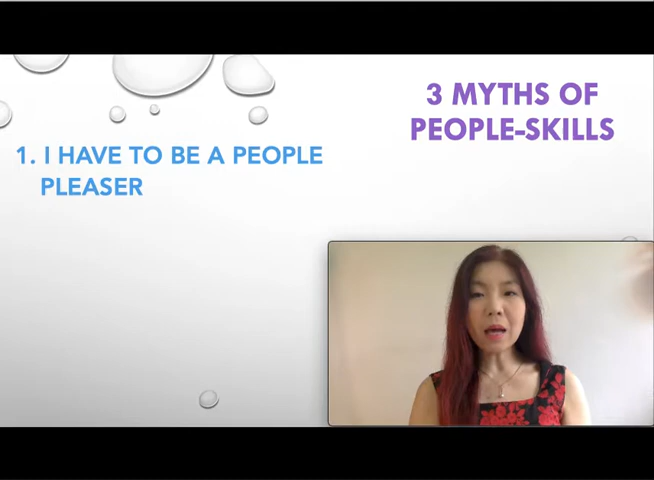 3 MYTHS OF
PEOPLE-SKILLS
1. I HAVE TO BE A PEOPLE
PLEASER